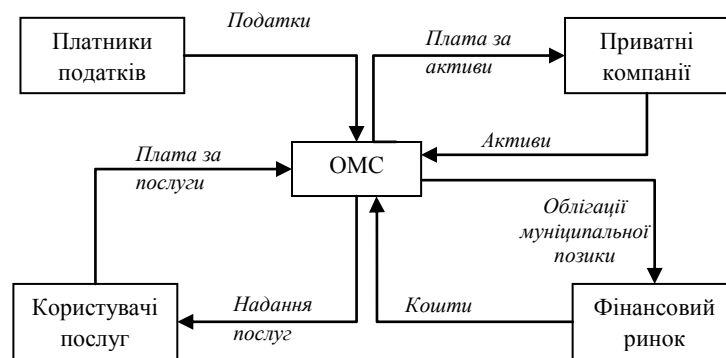 Податки
Платники
податків
Плата за
активи
Приватні
компанії
ОМС
Активи
Плата за
послуги
Облігації
муніципальної
позики
Користувачі
послуг
Надання
послуг
Кошти
Фінансовий
ринок